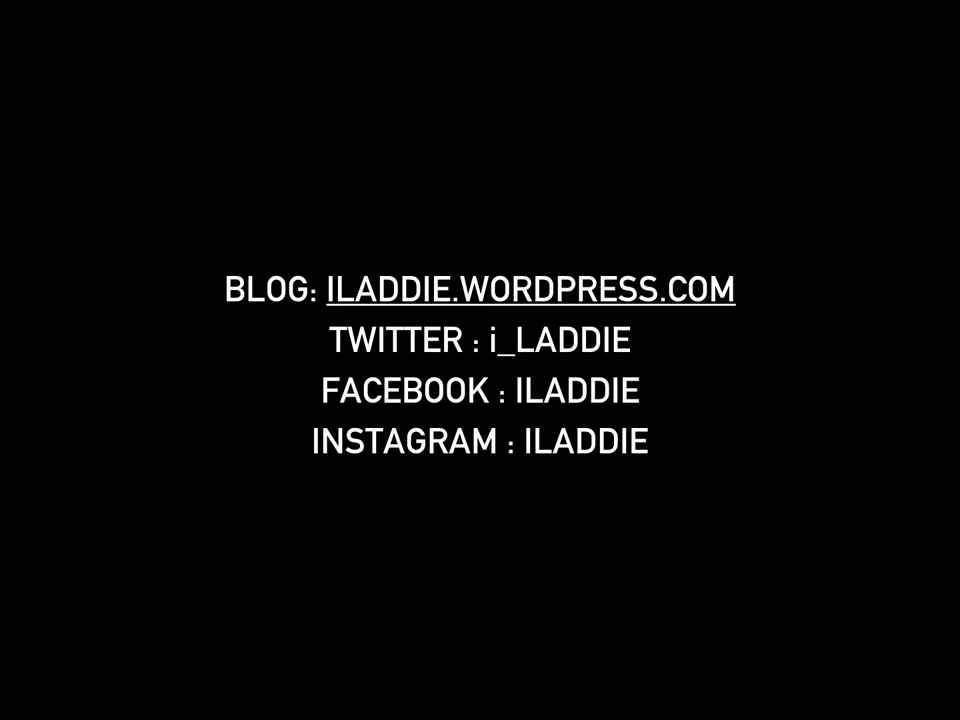 BLOG: ILADDIE.WORDPRESS.COM
TWITTER : i_LADDIE
FACEBOOK : ILADDIE
INSTAGRAM : ILADDIE